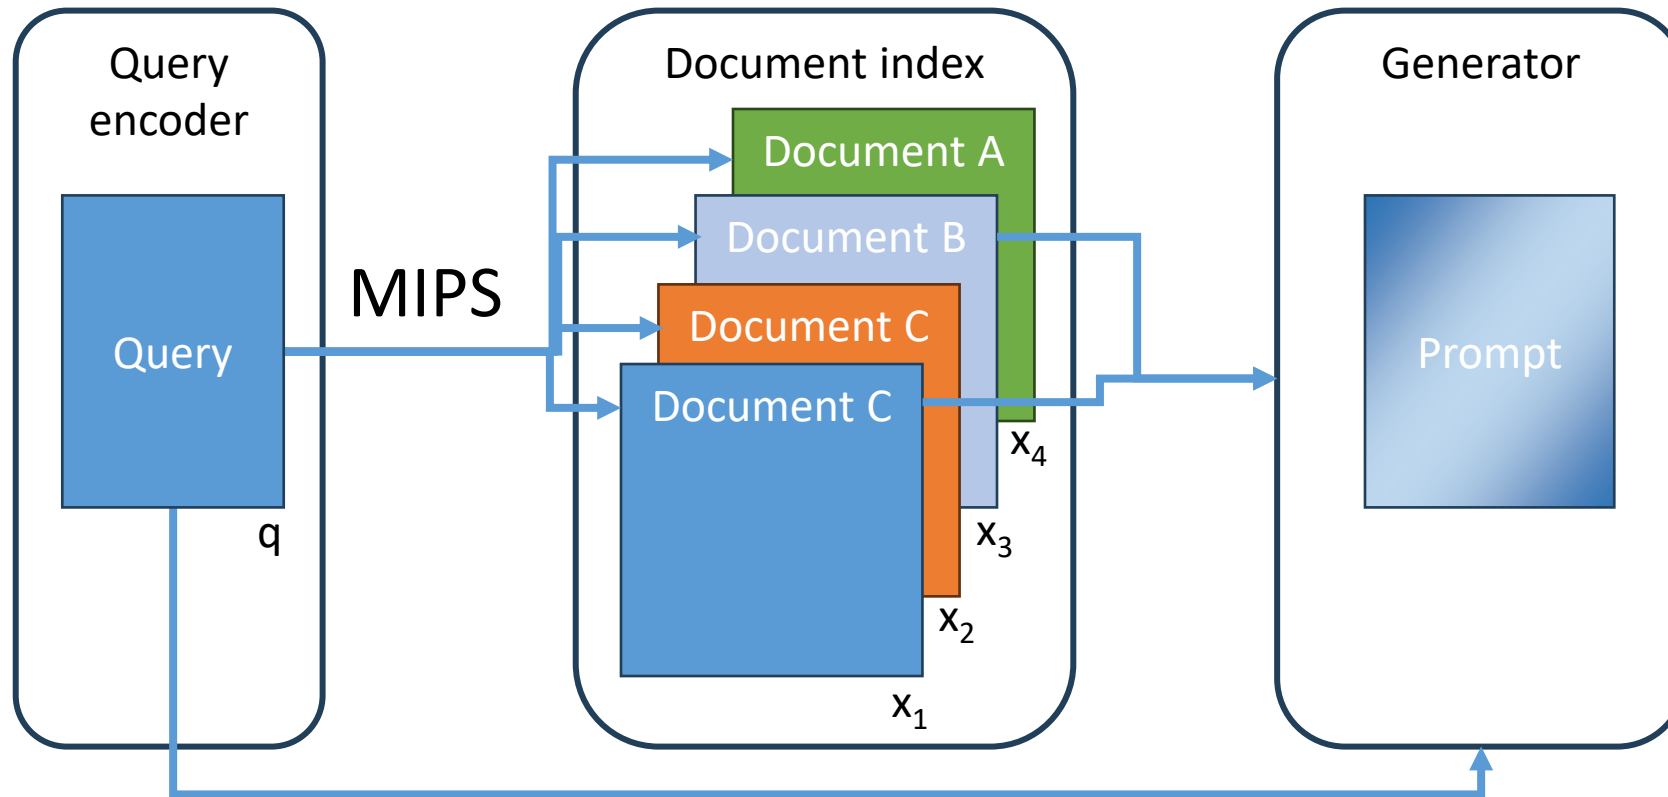 Query
encoder
Query
q
MIPS
Document index
Document A
Document B
Document C
Document C
x₄
x₃
x₂
x₁
Generator
Prompt